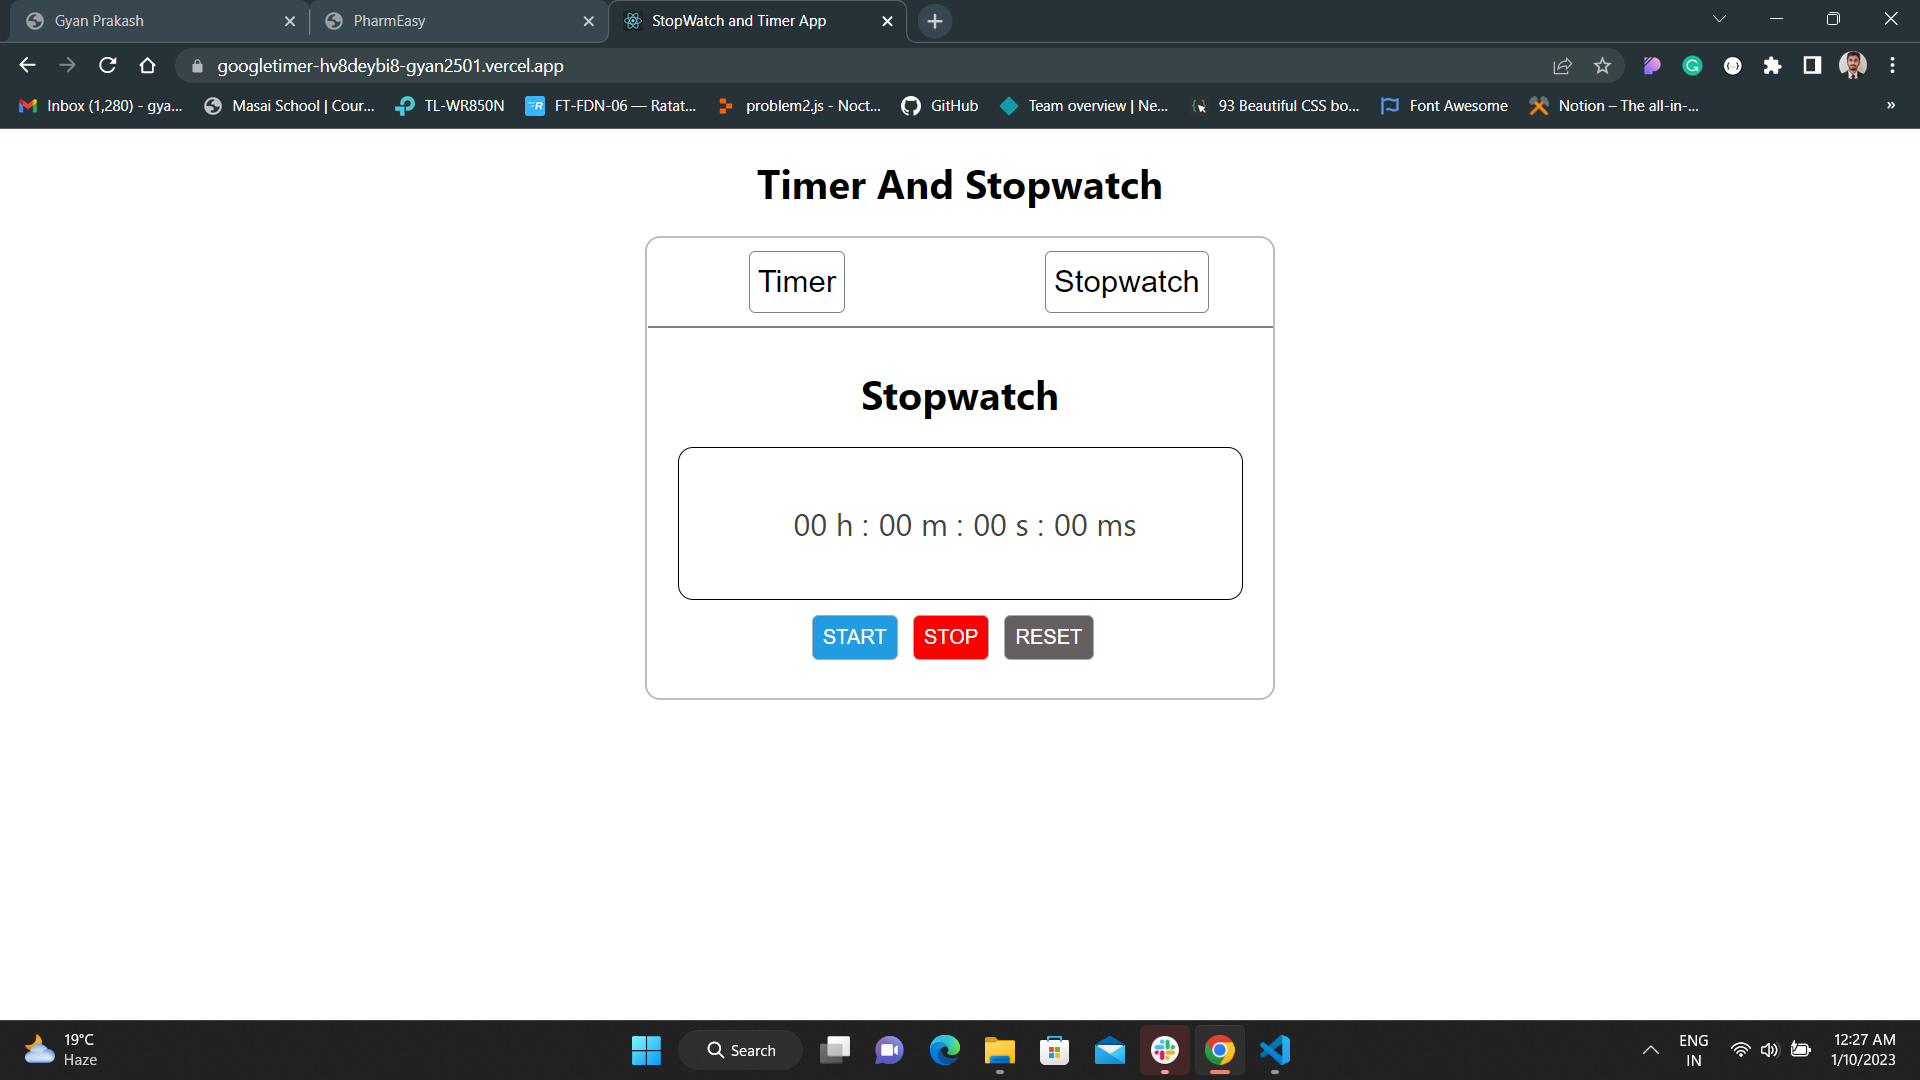 Gyan Prakash
PharmEasy
StopWatch and Timer App
googletimer-hv8deybi8-gyan2501.vercel.app
Inbox (1,280) - gya...
Masai School | Cour...
TL-WR850N
FT-FDN-06 — Ratat...
problem2.js - Noct...
GitHub
Team overview | Ne...
93 Beautiful CSS bo...
Font Awesome
Notion – The all-in-...
»
Timer And Stopwatch
Timer
Stopwatch
Stopwatch
00 h : 00 m : 00 s : 00 ms
START
STOP
RESET
19°C
Haze
Search
ENG
IN
12:27 AM
1/10/2023